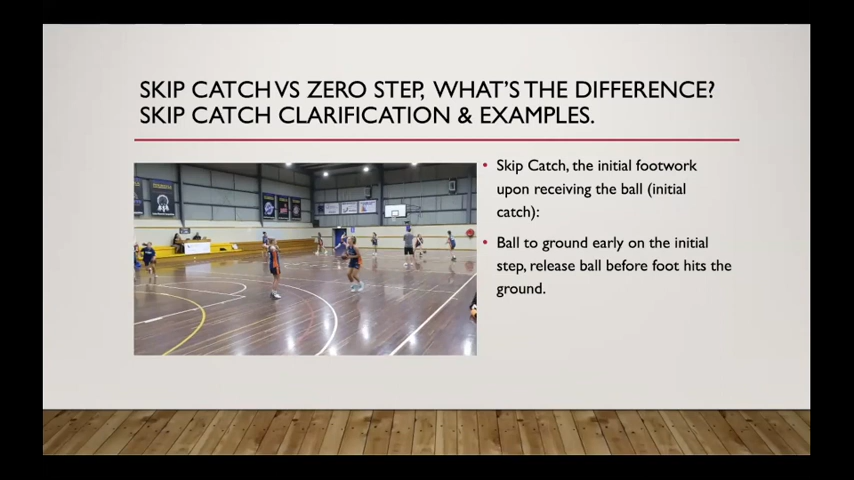 SKIP CATCH VS ZERO STEP, WHAT'S THE DIFFERENCE?
SKIP CATCH CLARIFICATION & EXAMPLES.
• Skip Catch, the initial footwork
upon receiving the ball (initial
catch):
• Ball to ground early on the initial
step, release ball before foot hits the
ground.